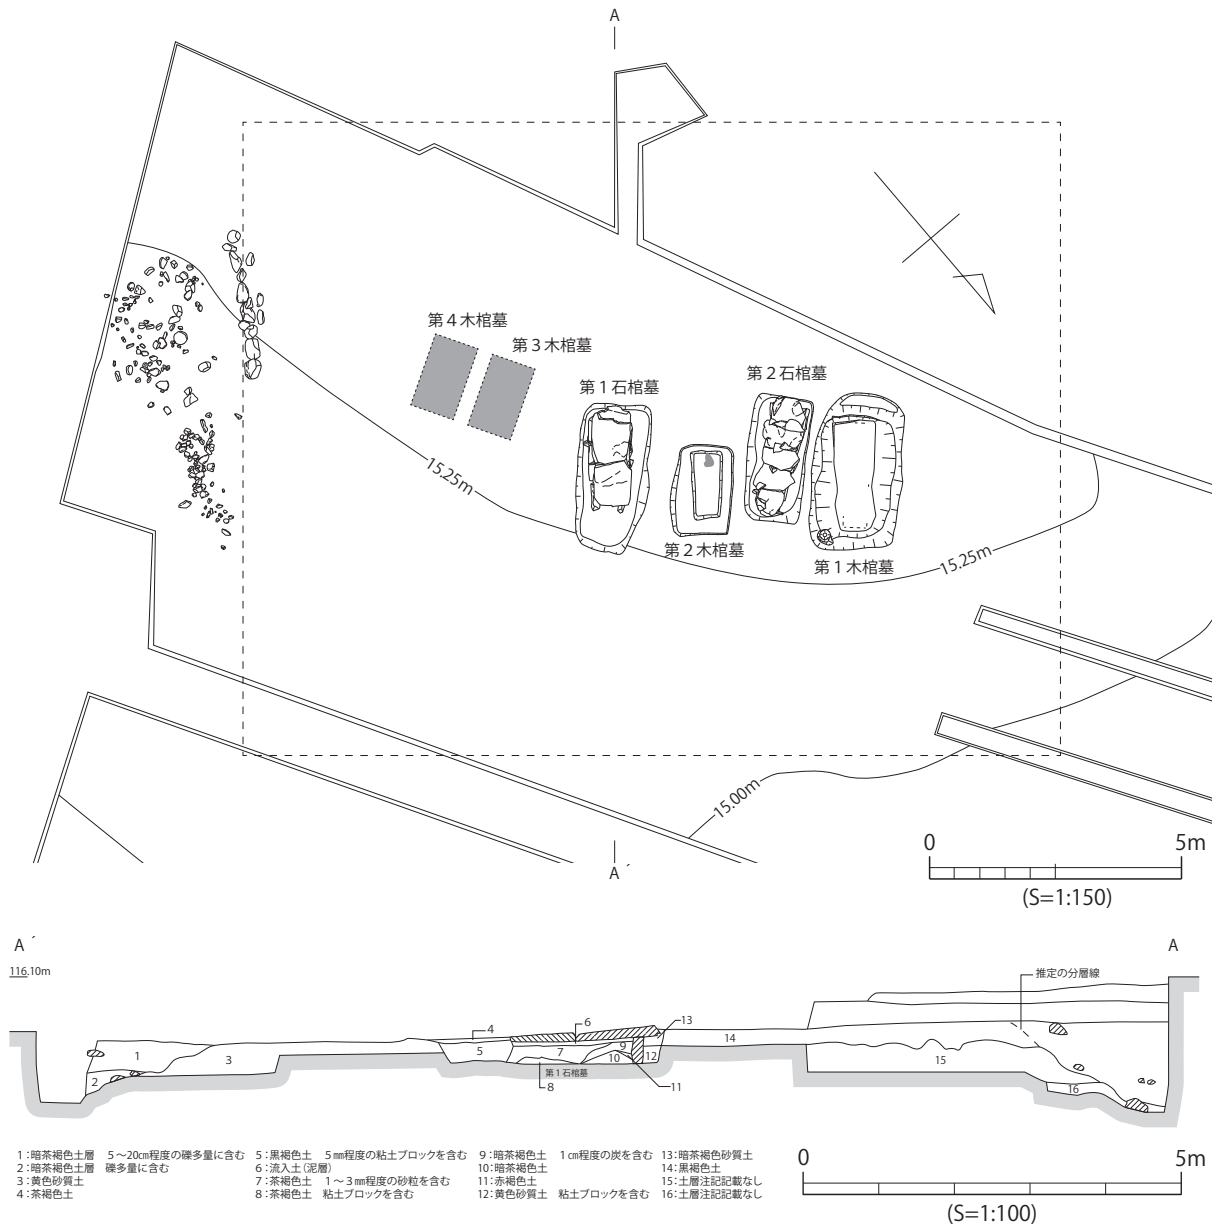 A
第４木棺墓
第３木棺墓
第１石棺墓
第２石棺墓
15.25m
第２木棺墓
第１木棺墓
15.25m
15.00m
0 5m
(S=1:150)
A´
A´ A
116.10m
推定の分層線
4 6 13
14
1 3 5 7 9 10 12 15
2 第１石棺墓 16
8 11
1：暗茶褐色土層　5～20㎝程度の礫多量に含む
2：暗茶褐色土層　礫多量に含む
3：黄色砂質土
4：茶褐色土
5：黒褐色土　5㎜程度の粘土ブロックを含む
6：流入土（泥層）
7：茶褐色土　1～3㎜程度の砂粒を含む
8：茶褐色土　粘土ブロックを含む
9：暗茶褐色土　1㎝程度の炭を含む
10：暗茶褐色土
11：赤褐色土
12：黄色砂質土　粘土ブロックを含む
13：暗茶褐色砂質土
14：黒褐色土
15：土層注記記載なし
16：土層注記記載なし
0 5m
(S=1:100)